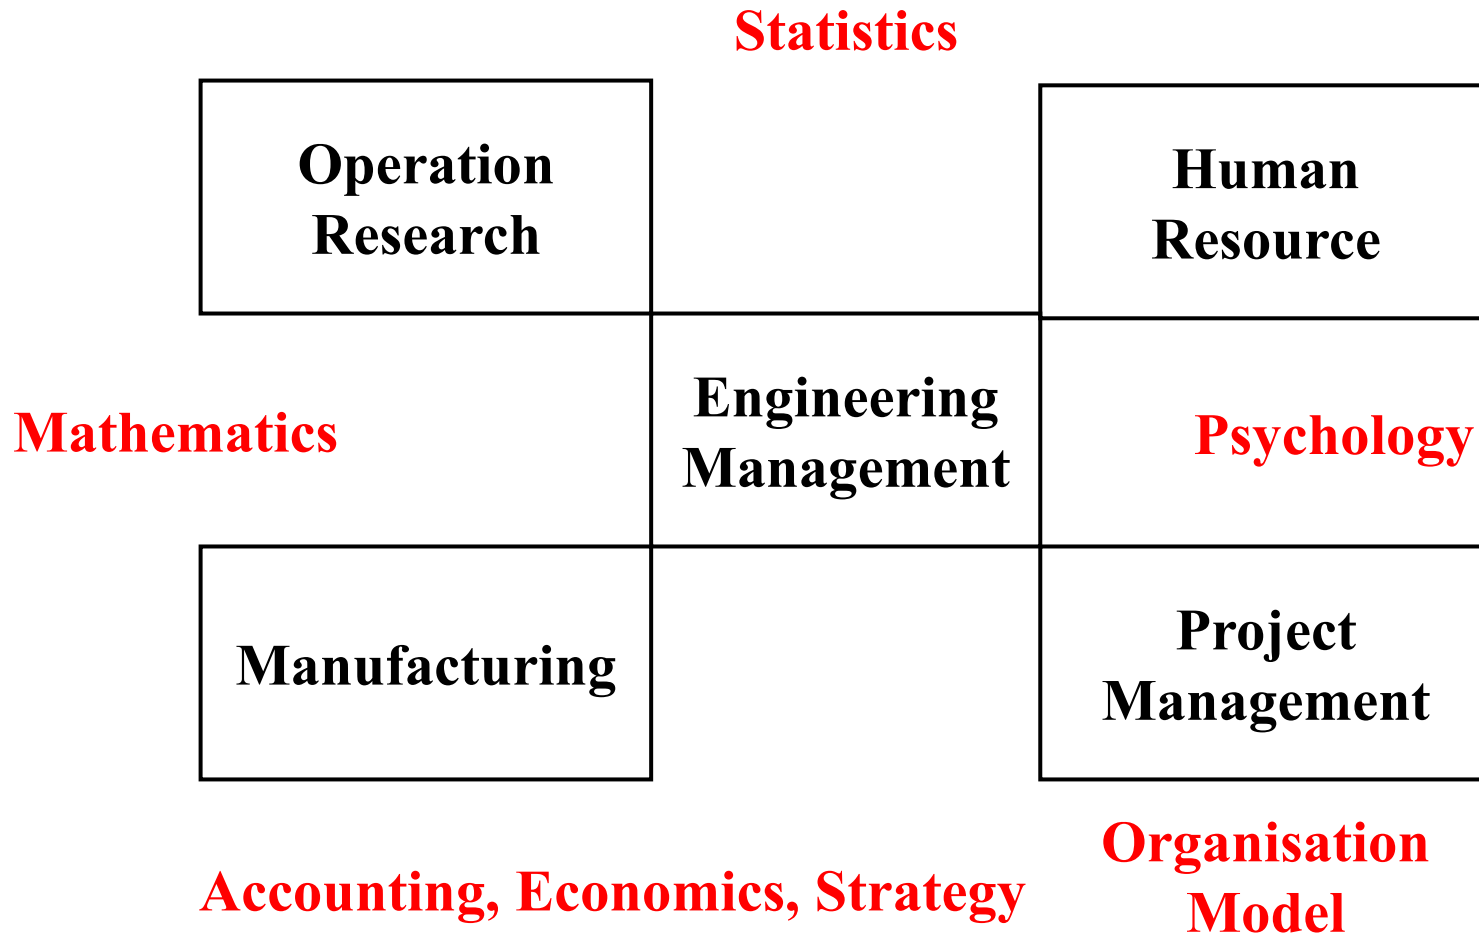 Statistics
Operation
Research
Human
Resource
Engineering
Management
Mathematics
Psychology
Manufacturing
Project
Management
Accounting, Economics, Strategy
Organisation
Model